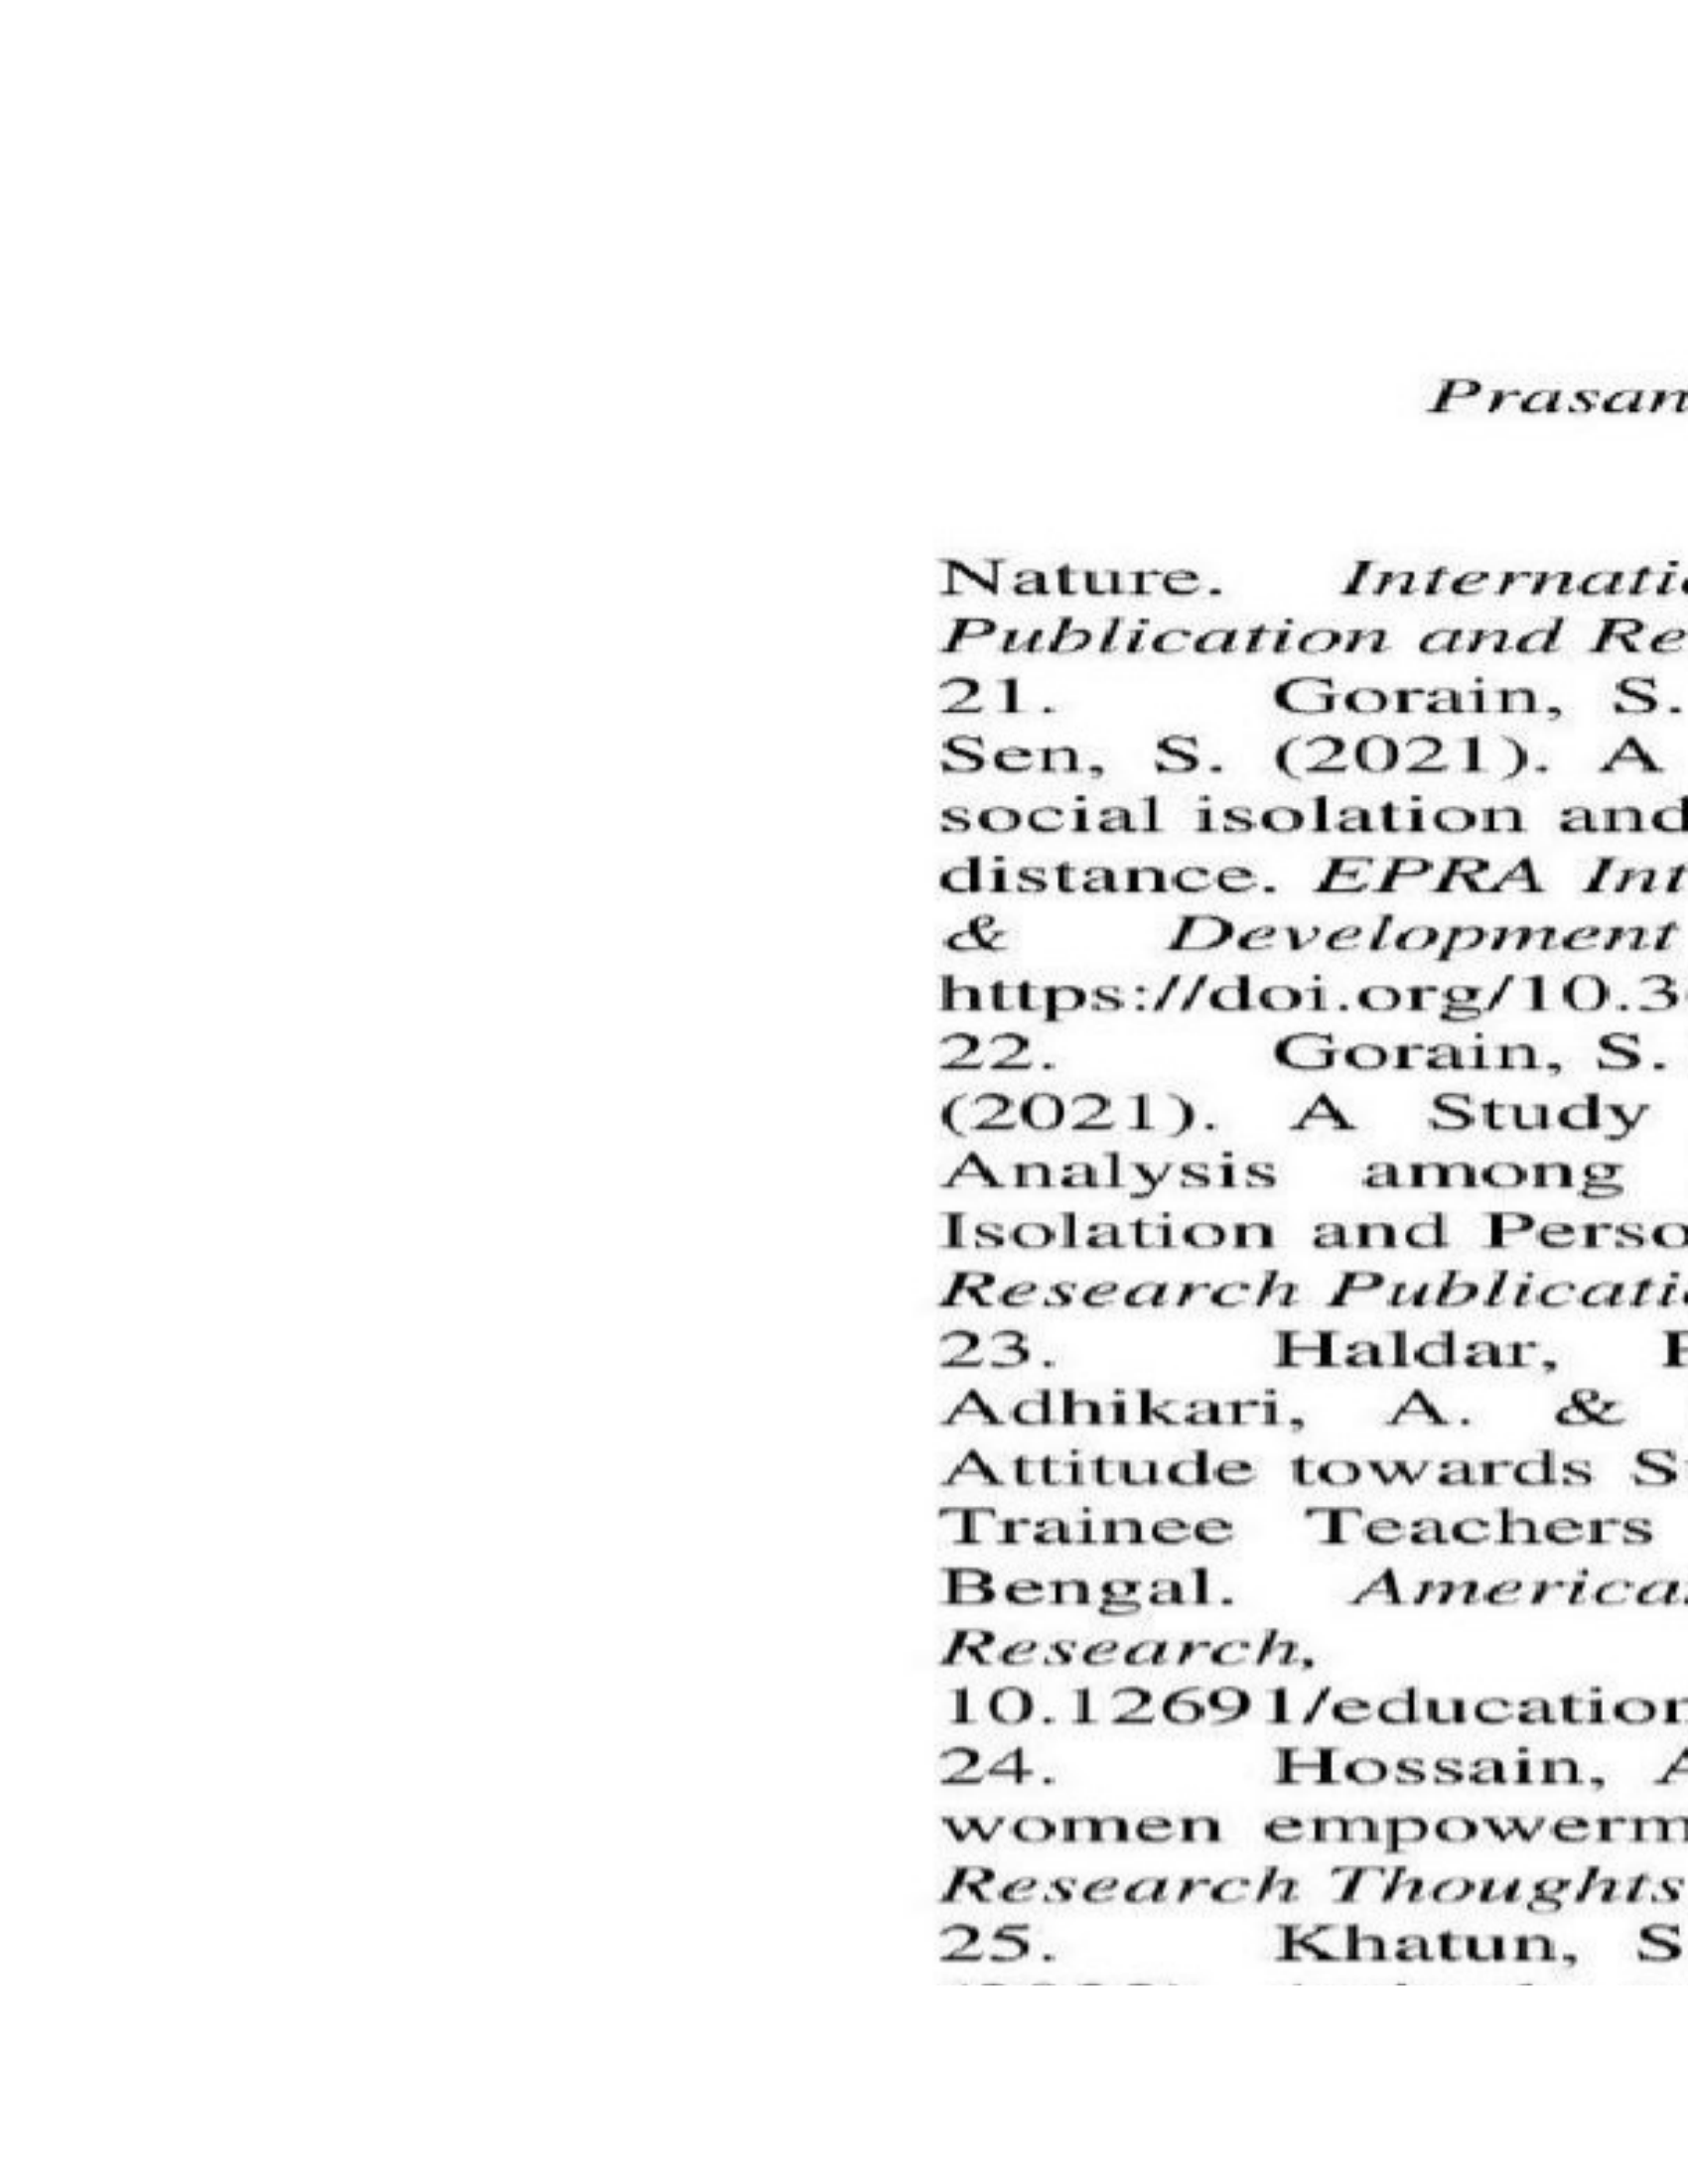 Prasan
Nature. Internatio
Publication and Re
21. Gorain, S.
Sen, S. (2021). A
social isolation and
distance. EPRA Int
& Development
https://doi.org/10.3
22. Gorain, S.
(2021). A Study
Analysis among
Isolation and Perso
Research Publicati
23. Haldar,
Adhikari, A. &
Attitude towards S
Trainee Teachers
Bengal. America
Research,
10.12691/education
24. Hossain, A
women empowerm
Research Thoughts
25. Khatun, S